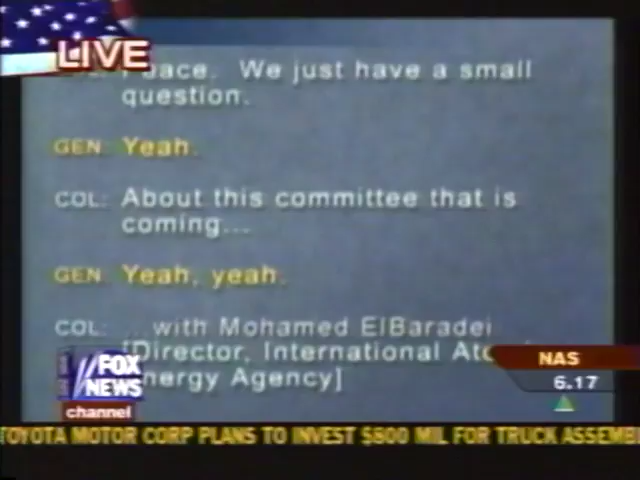 LIVE
Peace. We just have a small
question.
GEN: Yeah.
COL: About this committee that is
coming...
GEN: Yeah, yeah.
COL: ...with Mohamed ElBaradei
[Director, International
Energy Agency]
NAS
6.17
FOX
NEWS
channel
TOYOTA MOTOR CORP PLANS TO INVEST $800 MIL FOR TRUCK ASSEMB